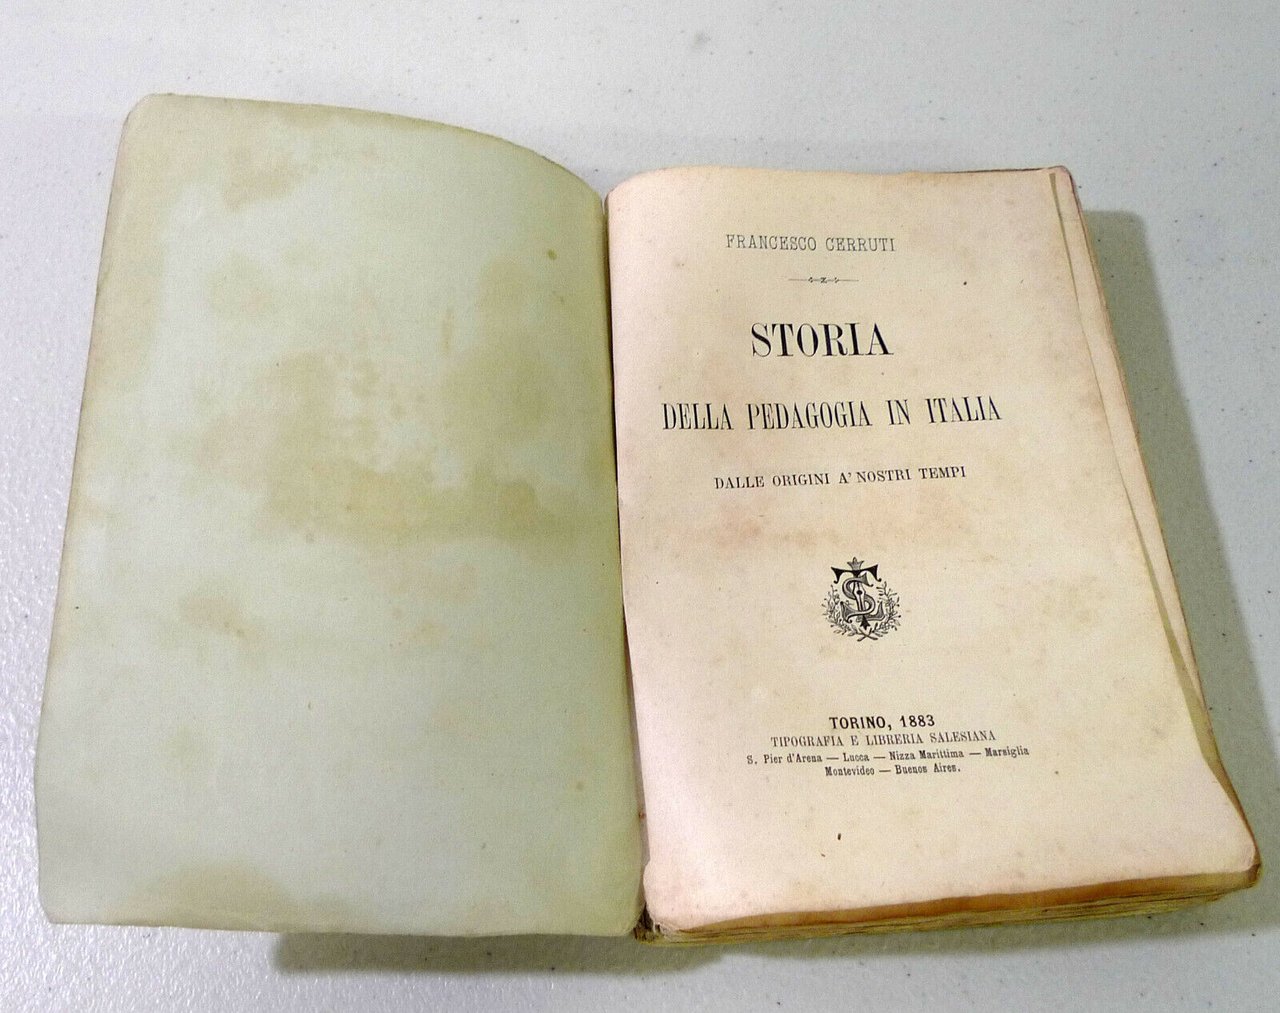 FRANCESCO CERRUTI
STORIA
DELLA PEDAGOGIA IN ITALIA
DALLE ORIGINI A' NOSTRI TEMPI
TORINO, 1883
TIPOGRAFIA E LIBRERIA SALESIANA
S. Pier d'Arena — Lucca — Nizza Marittima — Marsiglia
Montevideo — Buenos Aires.